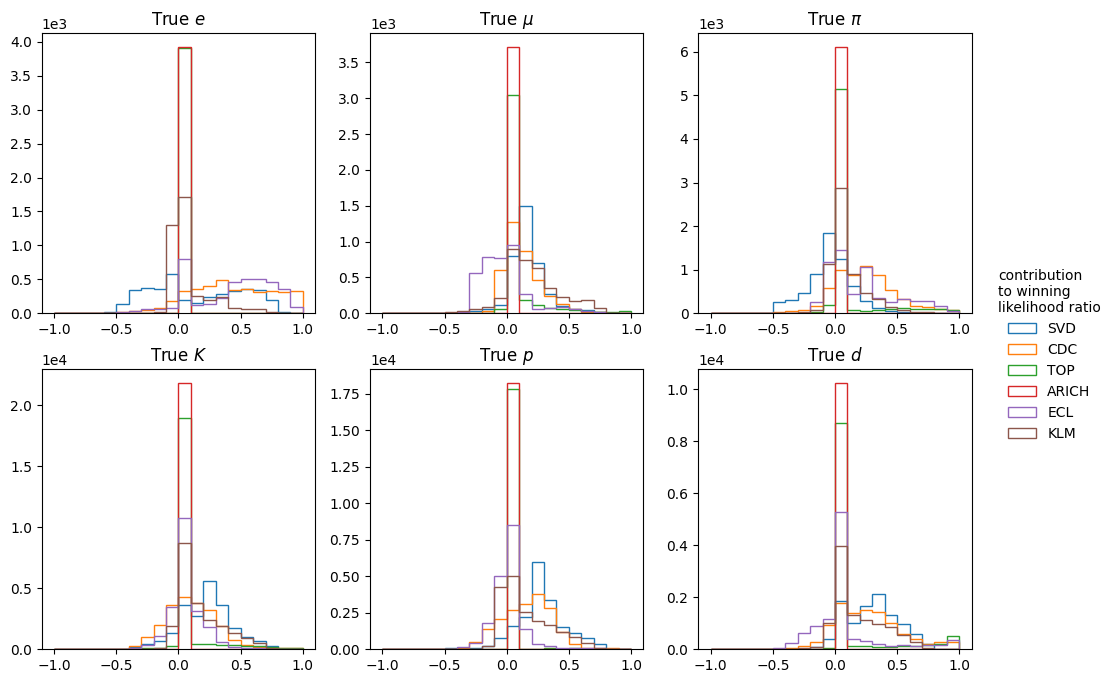 True e
1e3
4.0
3.5
3.0
2.5
2.0
1.5
1.0
0.5
0.0
−1.0 −0.5 0.0 0.5 1.0
True μ
1e3
3.5
3.0
2.5
2.0
1.5
1.0
0.5
0.0
−1.0 −0.5 0.0 0.5 1.0
True π
1e3
6
5
4
3
2
1
0
−1.0 −0.5 0.0 0.5 1.0
True K
1e4
2.0
1.5
1.0
0.5
0.0
−1.0 −0.5 0.0 0.5 1.0
True p
1e4
1.75
1.50
1.25
1.00
0.75
0.50
0.25
0.00
−1.0 −0.5 0.0 0.5 1.0
True d
1e4
1.0
0.8
0.6
0.4
0.2
0.0
−1.0 −0.5 0.0 0.5 1.0
contribution
to winning
likelihood ratio
SVD
CDC
TOP
ARICH
ECL
KLM